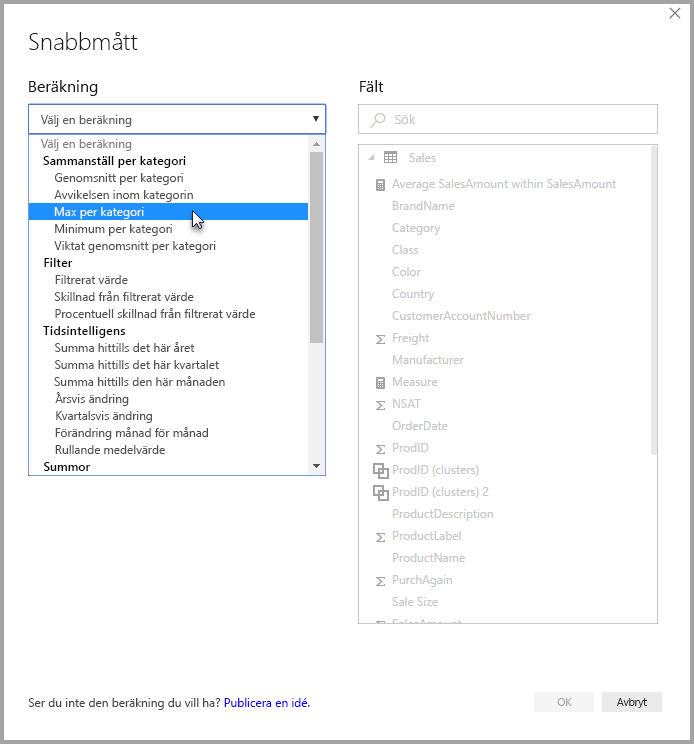 Snabbmått
Beräkning
Välj en beräkning
Välj en beräkning
Sammanställ per kategori
Genomsnitt per kategori
Avvikelsen inom kategorin
Max per kategori
Minimum per kategori
Viktat genomsnitt per kategori
Filter
Filtrerat värde
Skillnad från filtrerat värde
Procentuell skillnad från filtrerat värde
Tidsintelligens
Summa hittills det här året
Summa hittills det här kvartalet
Summa hittills den här månaden
Årsvis ändring
Kvartalsvis ändring
Förändring månad för månad
Rullande medelvärde
Summor
Fält
Sök
Sales
Average SalesAmount within SalesAmount
BrandName
Category
Class
Color
Country
CustomerAccountNumber
Freight
Manufacturer
Measure
NSAT
OrderDate
ProdID
ProdID (clusters)
ProdID (clusters) 2
ProductDescription
ProductLabel
ProductName
PurchAgain
Sale Size
SalesAmount
Ser du inte den beräkning du vill ha? Publicera en idé.
OK
Avbryt